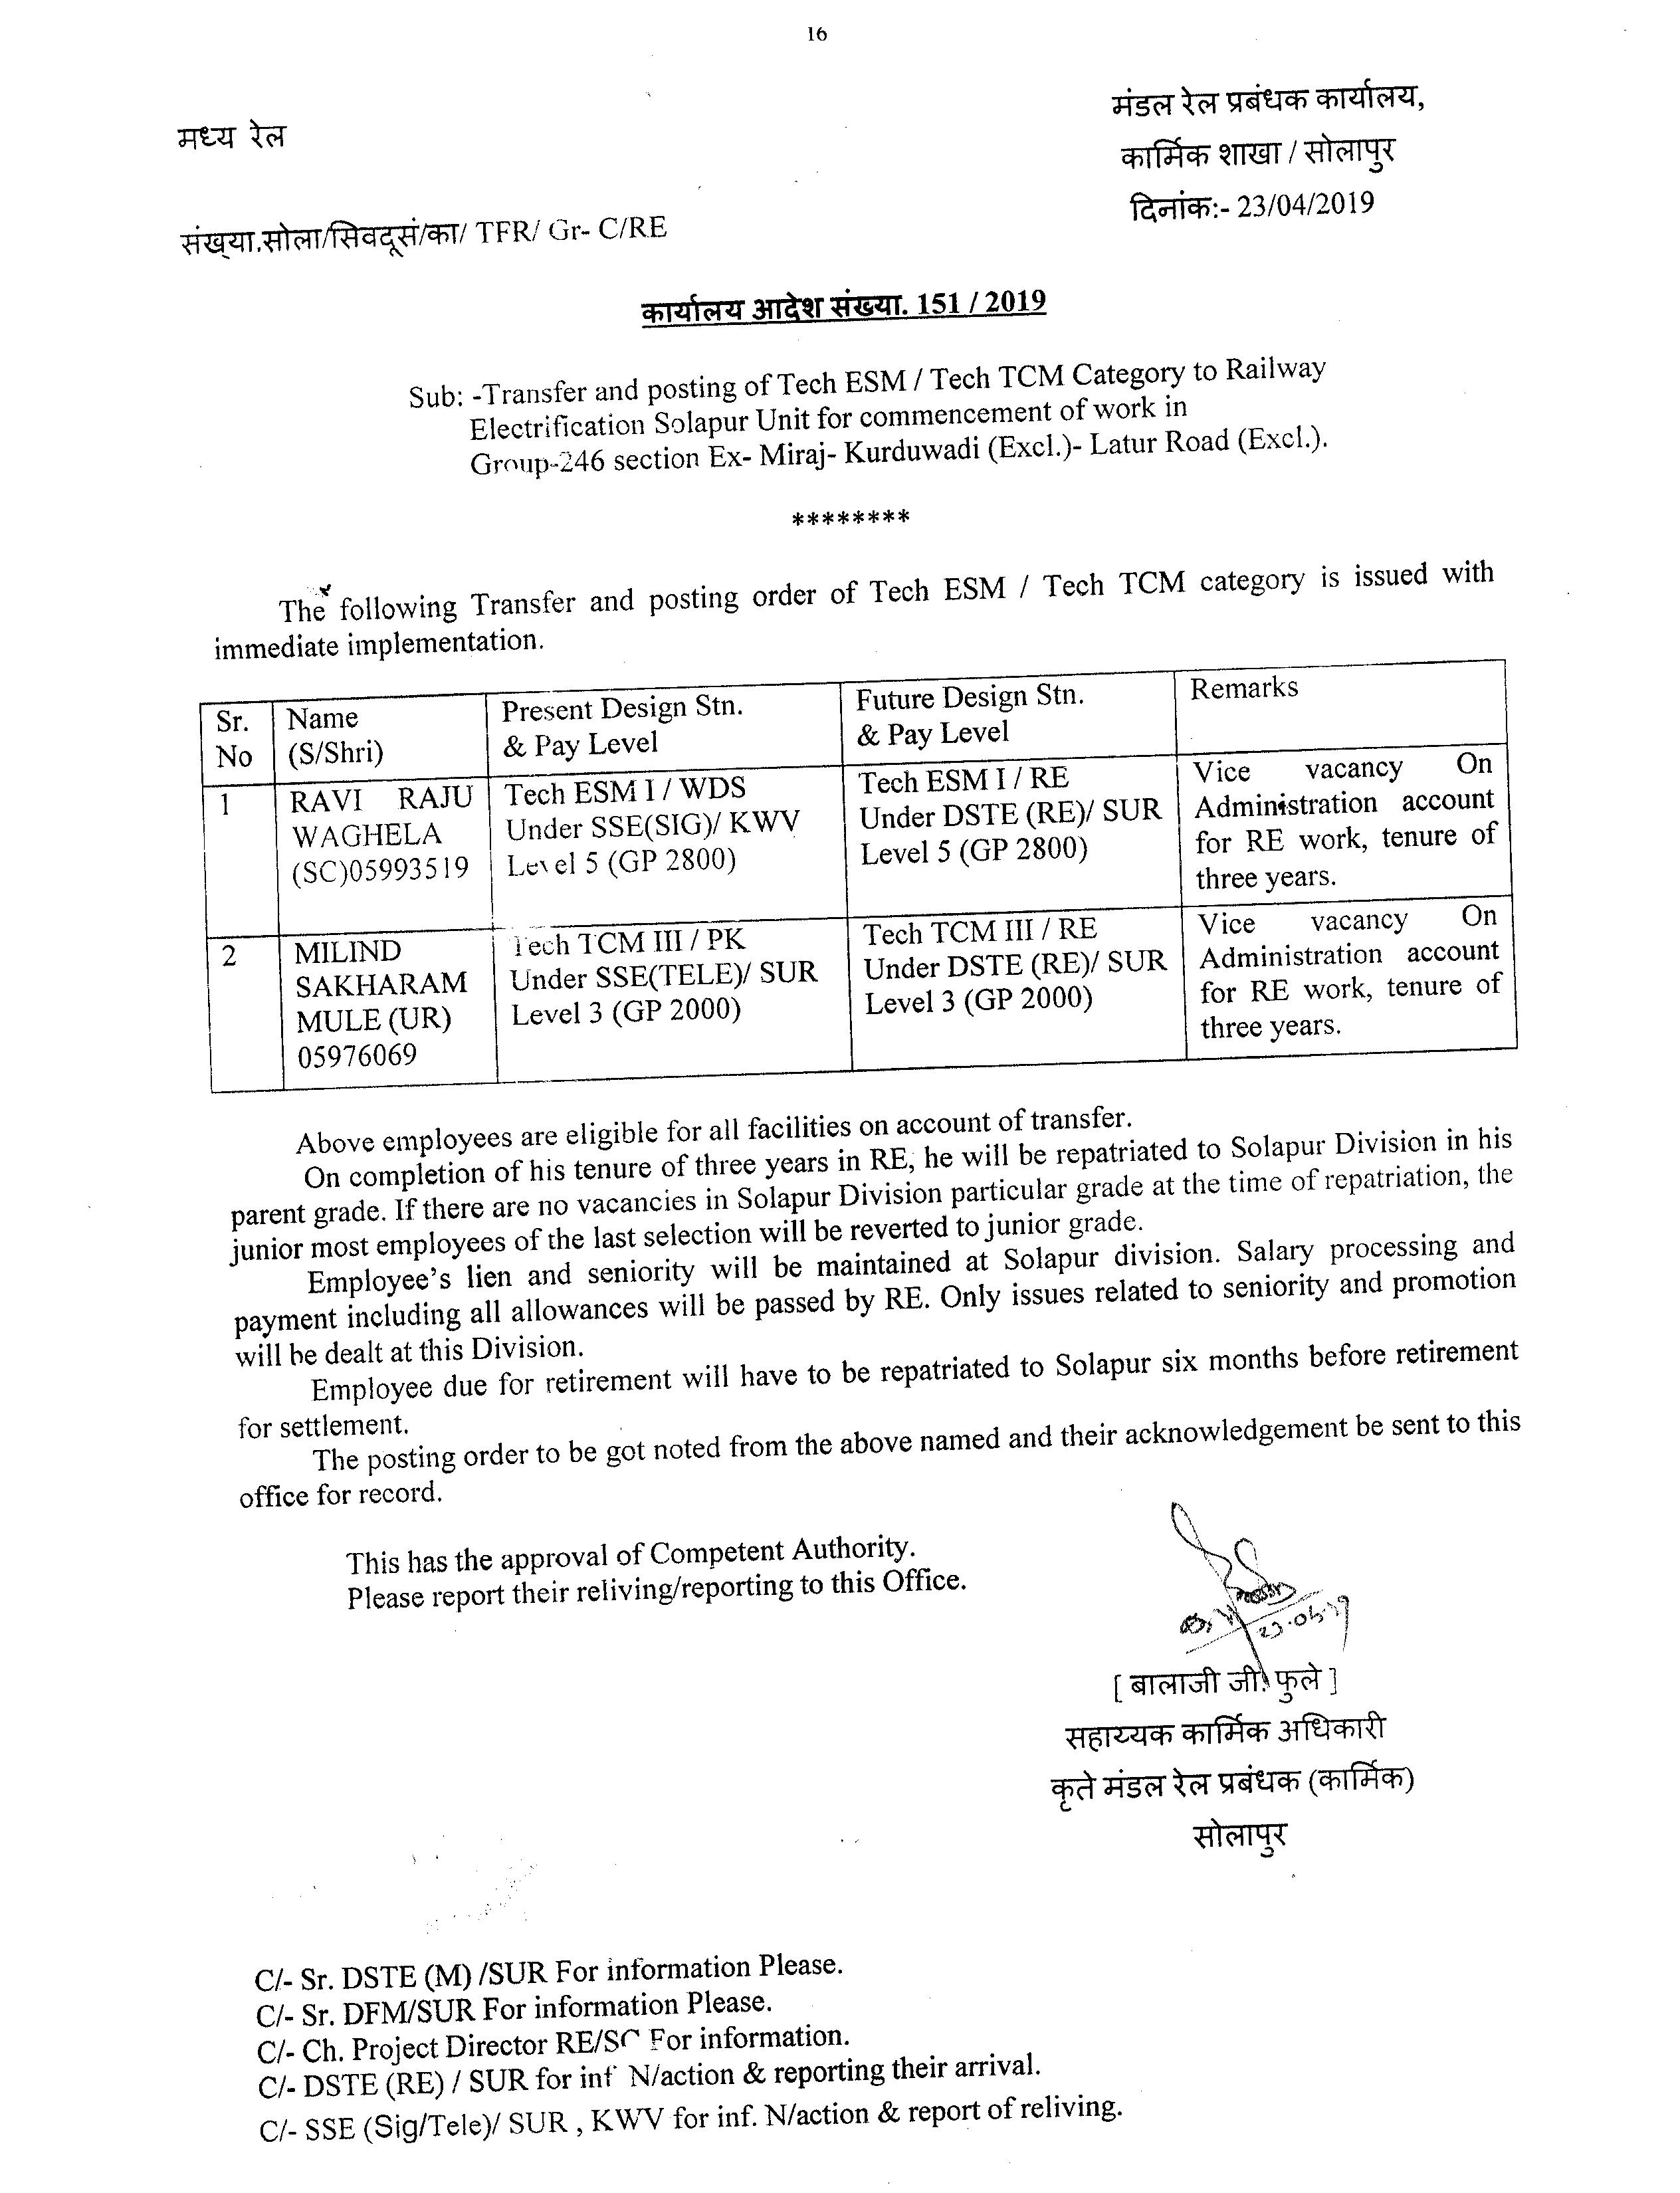 16
मध्य रेल
मंडल रेल प्रबंधक कार्यालय,
कार्मिक शाखा / सोलापुर
दिनांक:- 23/04/2019
संख्या.सोला/सिवदूसं/का/ TFR/ Gr- C/RE
कार्यालय आदेश संख्या. 151 / 2019
Sub: -Transfer and posting of Tech ESM / Tech TCM Category to Railway
Electrification Solapur Unit for commencement of work in
Group-246 section Ex- Miraj- Kurduwadi (Excl.)- Latur Road (Excl.).
********
The following Transfer and posting order of Tech ESM / Tech TCM category is issued with
immediate implementation.
Sr. No
Name (S/Shri)
Present Design Stn. & Pay Level
Future Design Stn. & Pay Level
Remarks
1
RAVI RAJU
WAGHELA
(SC)05993519
Tech ESM I / WDS
Under SSE(SIG)/ KWV
Level 5 (GP 2800)
Tech ESM I / RE
Under DSTE (RE)/ SUR
Level 5 (GP 2800)
Vice vacancy On
Administration account
for RE work, tenure of
three years.
2
MILIND
SAKHARAM
MULE (UR)
05976069
Tech TCM III / PK
Under SSE(TELE)/ SUR
Level 3 (GP 2000)
Tech TCM III / RE
Under DSTE (RE)/ SUR
Level 3 (GP 2000)
Vice vacancy On
Administration account
for RE work, tenure of
three years.
Above employees are eligible for all facilities on account of transfer.
On completion of his tenure of three years in RE, he will be repatriated to Solapur Division in his
parent grade. If there are no vacancies in Solapur Division particular grade at the time of repatriation, the
junior most employees of the last selection will be reverted to junior grade.
Employee's lien and seniority will be maintained at Solapur division. Salary processing and
payment including all allowances will be passed by RE. Only issues related to seniority and promotion
will be dealt at this Division.
Employee due for retirement will have to be repatriated to Solapur six months before retirement
for settlement.
The posting order to be got noted from the above named and their acknowledgement be sent to this
office for record.
This has the approval of Competent Authority.
Please report their reliving/reporting to this Office.
[ बालाजी जी. फुले ]
सहाय्यक कार्मिक अधिकारी
कृते मंडल रेल प्रबंधक (कार्मिक)
सोलापुर
C/- Sr. DSTE (M) /SUR For information Please.
C/- Sr. DFM/SUR For information Please.
C/- Ch. Project Director RE/SC For information.
C/- DSTE (RE) / SUR for inf N/action & reporting their arrival.
C/- SSE (Sig/Tele)/ SUR , KWV for inf. N/action & report of reliving.